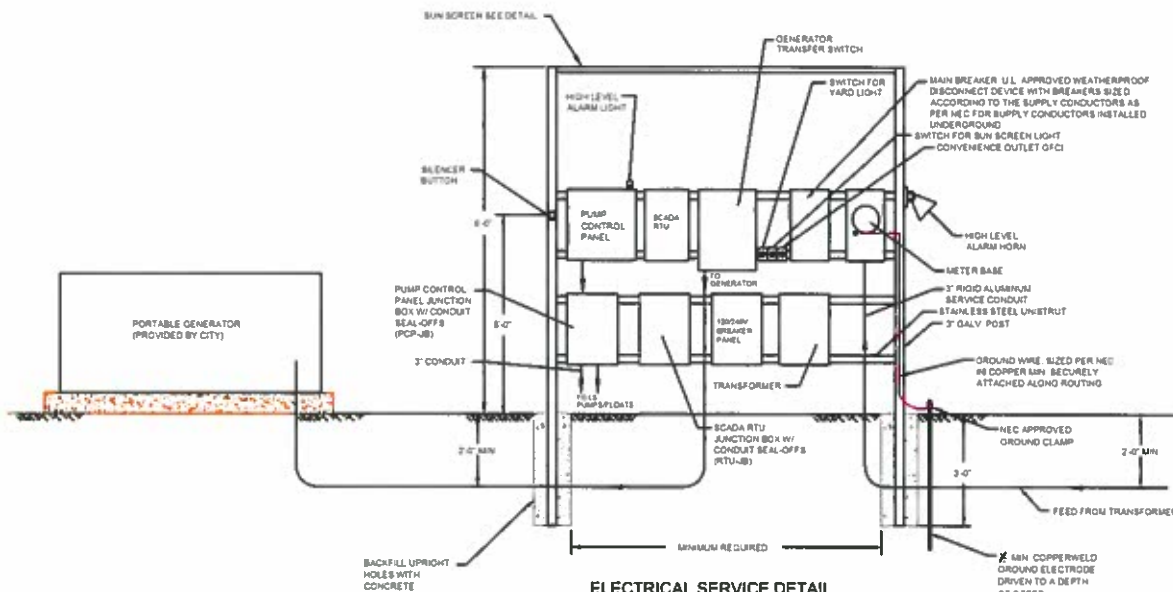 SUN SCREEN SEE DETAIL
GENERATOR
TRANSFER SWITCH
HIGH LEVEL
ALARM LIGHT
SWITCH FOR
YARD LIGHT
MAIN BREAKER U.L. APPROVED WEATHERPROOF
DISCONNECT DEVICE WITH BREAKERS SIZED
ACCORDING TO THE SUPPLY CONDUCTORS AS
PER NEC FOR SUPPLY CONDUCTORS INSTALLED
UNDERGROUND
SWITCH FOR SUN SCREEN LIGHT
CONVENIENCE OUTLET GFCI
SILENCER
BUTTON
PUMP
CONTROL
PANEL
SCADA
RTU
HIGH LEVEL
ALARM HORN
METER BASE
TO
GENERATOR
PUMP CONTROL
PANEL JUNCTION
BOX W/ CONDUIT
SEAL-OFFS
(PCP-JB)
3" RIGID ALUMINUM
SERVICE CONDUIT
STAINLESS STEEL UNISTRUT
3" GALV. POST
PORTABLE GENERATOR
(PROVIDED BY CITY)
BREAKER
PANEL
3" CONDUIT
TRANSFORMER
GROUND WIRE, SIZED PER NEC
#6 COPPER MIN. SECURELY
ATTACHED ALONG ROUTING
PUMPS/FLOATS
SCADA RTU
JUNCTION BOX W/
CONDUIT SEAL-OFFS
(RTU-JB)
NEC APPROVED
GROUND CLAMP
2'-0" MIN
3'-0"
2'-0" MIN
FEED FROM TRANSFORMER
MINIMUM REQUIRED
BACKFILL UPRIGHT
HOLES WITH
CONCRETE
MIN COPPERWELD
GROUND ELECTRODE
DRIVEN TO A DEPTH
ELECTRICAL SERVICE DETAIL